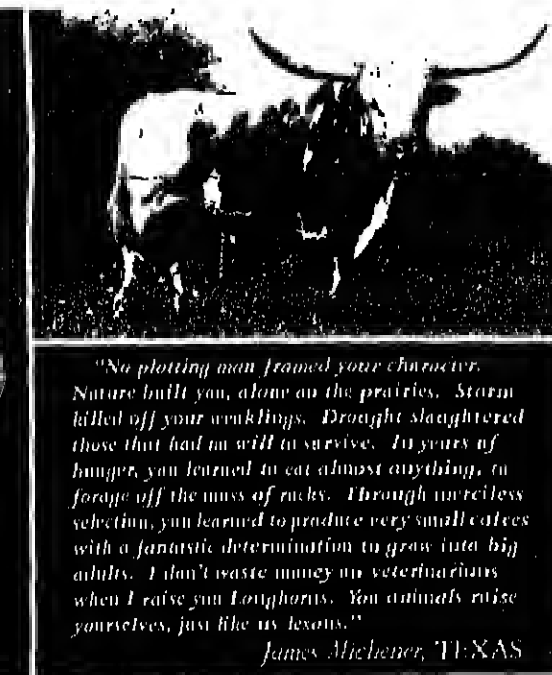 "No plotting man framed your character.
Nature built you, alone on the prairies. Storm
killed off your weaklings. Drought slaughtered
those that had no will to survive. In years of
hunger, you learned to eat almost anything, to
forage off the moss of rocks. Through merciless
selection, you learned to produce very small calves
with a fantastic determination to grow into big
adults. I don't waste money on veterinarians
when I raise you Longhorns. You animals raise
yourselves, just like us Texans."
James Michener, TEXAS